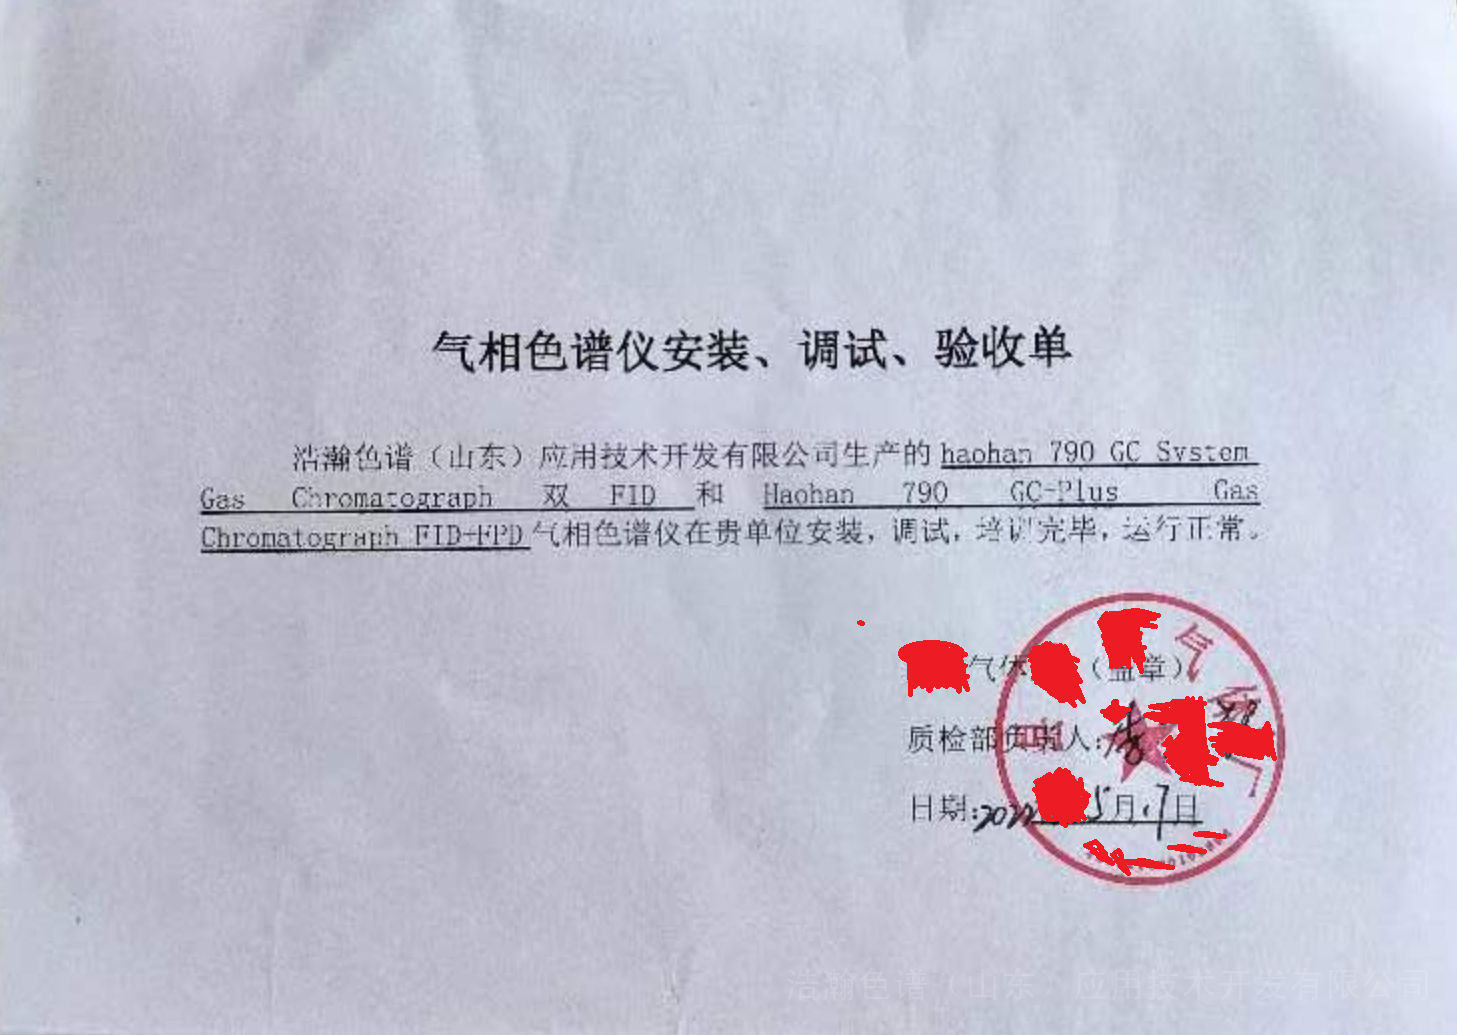 气相色谱仪安装、调试、验收单
浩瀚色谱（山东）应用技术开发有限公司生产的 haohan 790 GC System
Gas Chromatograph 双 FID 和 Haohan 790 GC-Plus Gas
Chromatograph FID+FPD 气相色谱仪在贵单位安装，调试，培训完毕，运行正常。
气体（盖章）
质检部负责人:
日期:2022 5月17日
浩瀚色谱（山东）应用技术开发有限公司